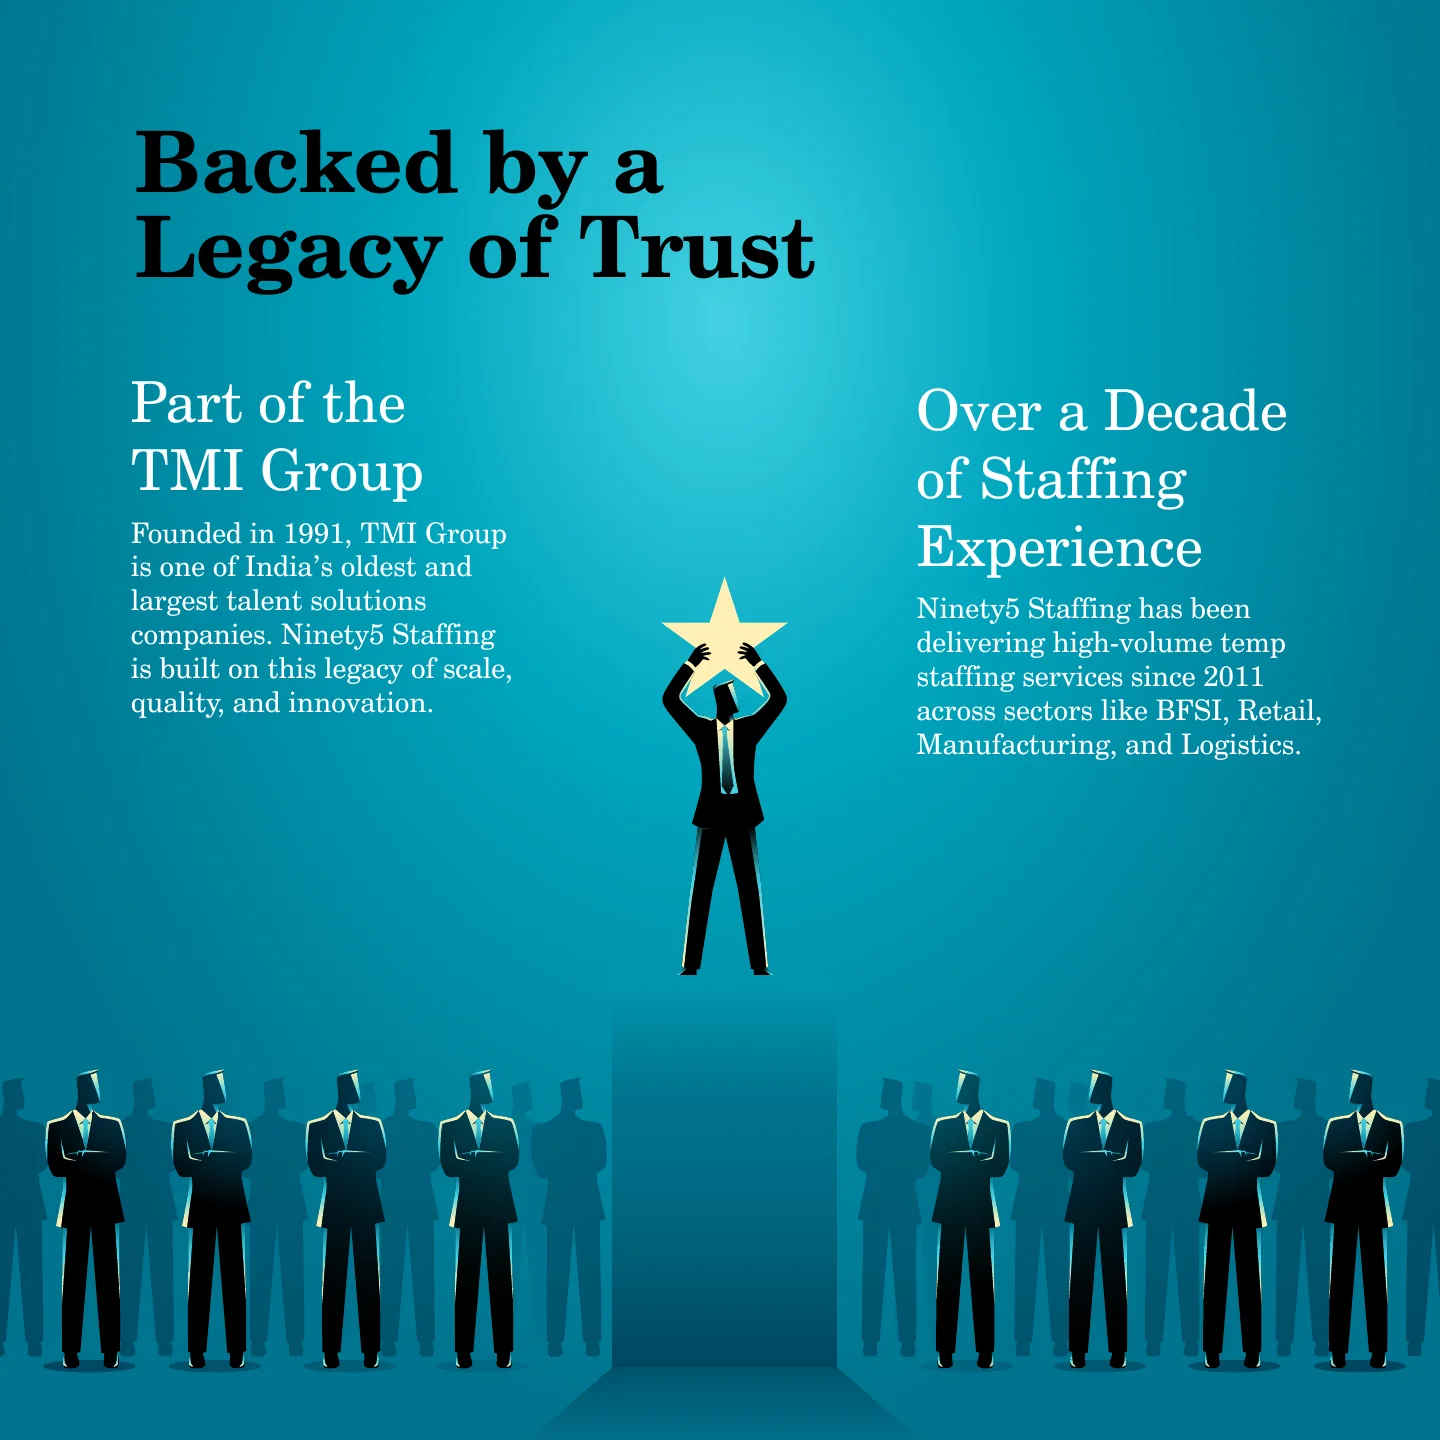 Backed by a
Legacy of Trust
Part of the
TMI Group
Founded in 1991, TMI Group
is one of India’s oldest and
largest talent solutions
companies. Ninety5 Staffing
is built on this legacy of scale,
quality, and innovation.
Over a Decade
of Staffing
Experience
Ninety5 Staffing has been
delivering high-volume temp
staffing services since 2011
across sectors like BFSI, Retail,
Manufacturing, and Logistics.